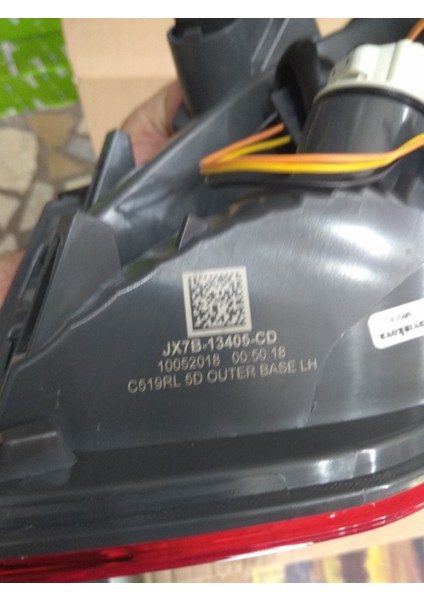 JX7B-13405-CD
10052018 00:50:18
C519RL 5D OUTER BASE LH